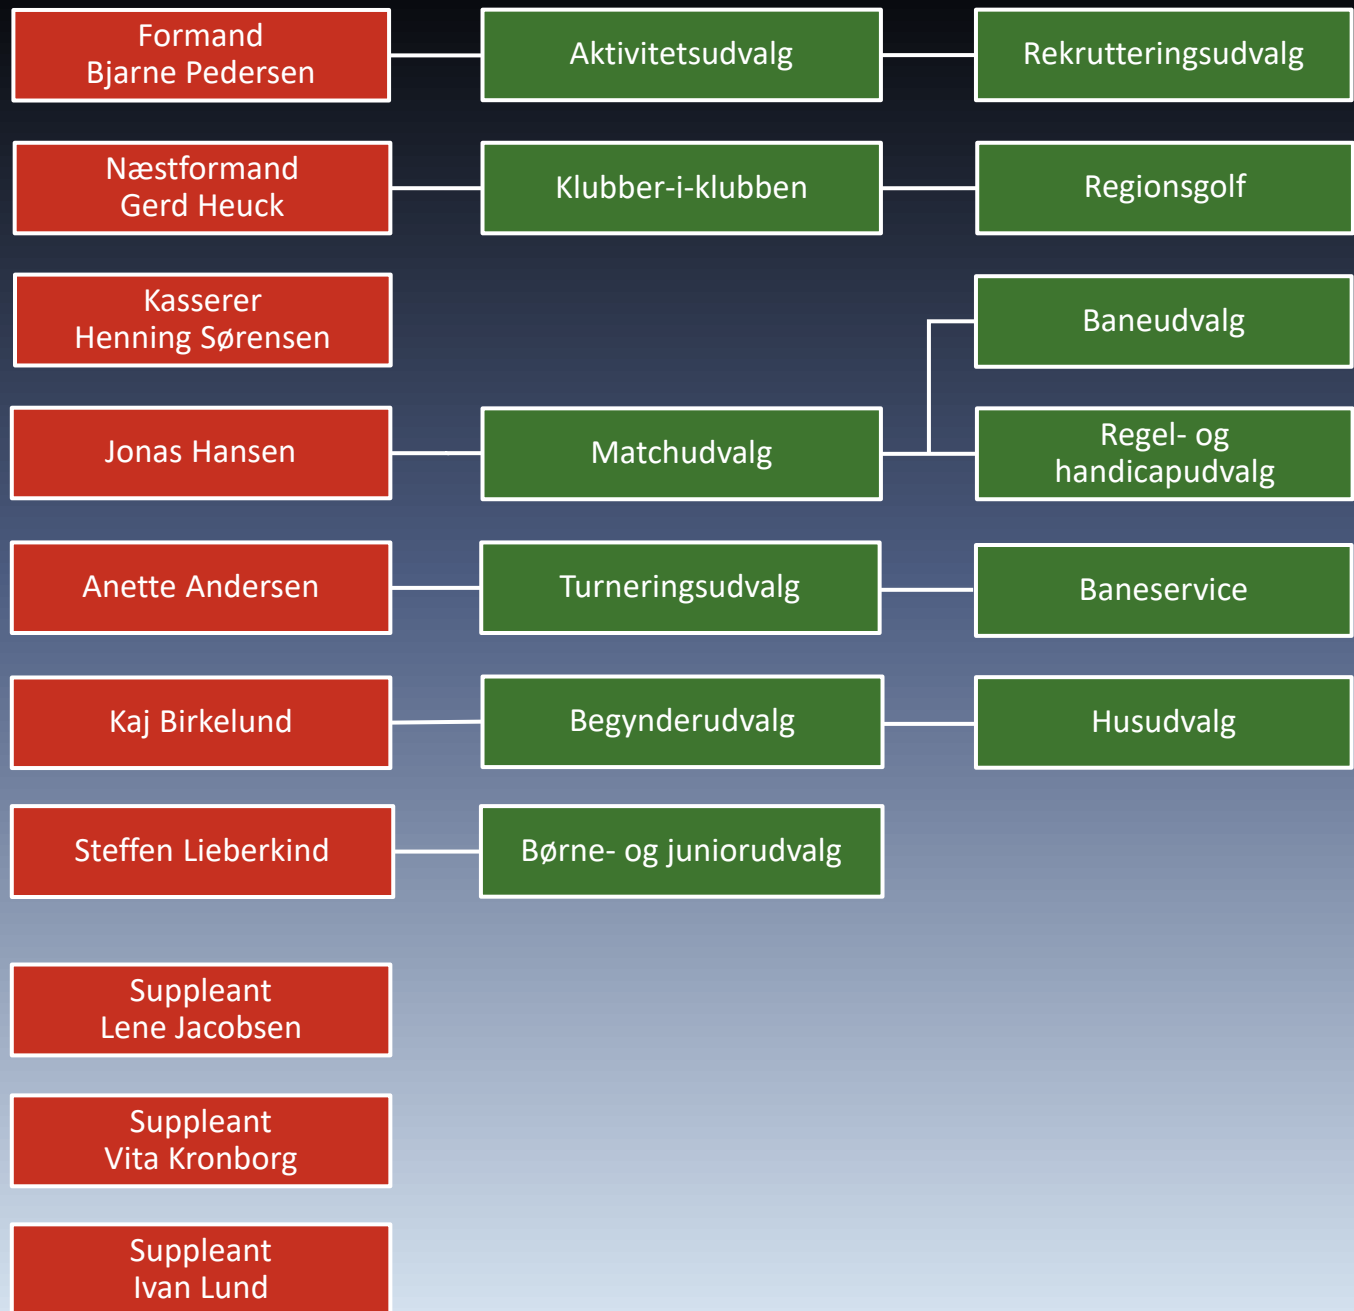 Formand
Bjarne Pedersen
Aktivitetsudvalg
Rekrutteringsudvalg
Næstformand
Gerd Heuck
Klubber-i-klubben
Regionsgolf
Kasserer
Henning Sørensen
Baneudvalg
Jonas Hansen
Matchudvalg
Regel- og
handicapudvalg
Anette Andersen
Turneringsudvalg
Baneservice
Kaj Birkelund
Begynderudvalg
Husudvalg
Steffen Lieberkind
Børne- og juniorudvalg
Suppleant
Lene Jacobsen
Suppleant
Vita Kronborg
Suppleant
Ivan Lund